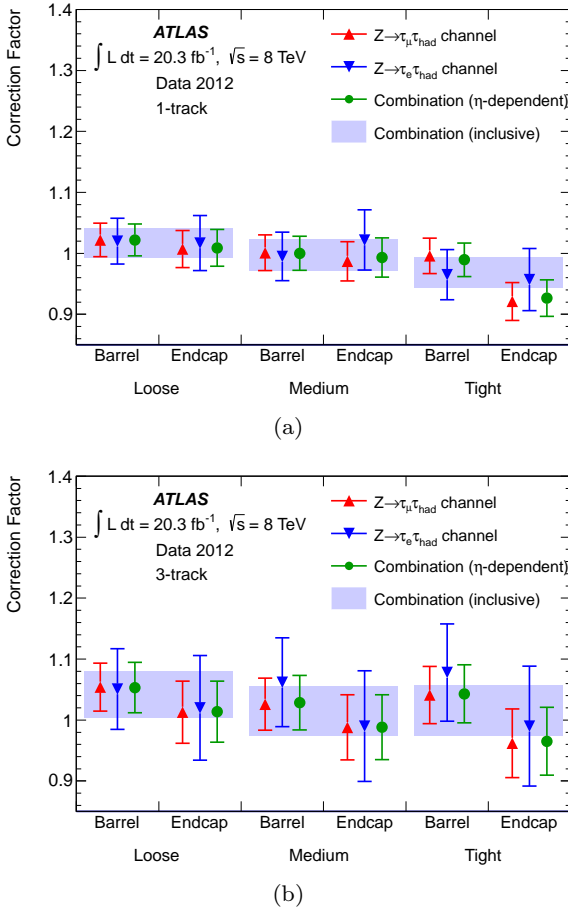 Correction Factor
1.4
1.3
1.2
1.1
1
0.9
ATLAS
∫ L dt = 20.3 fb⁻¹, √s = 8 TeV
Data 2012
1-track
Z→τμτhad channel
Z→τeτhad channel
Combination (η-dependent)
Combination (inclusive)
Barrel Endcap Barrel Endcap Barrel Endcap
Loose Medium Tight
(a)
Correction Factor
1.4
1.3
1.2
1.1
1
0.9
ATLAS
∫ L dt = 20.3 fb⁻¹, √s = 8 TeV
Data 2012
3-track
Z→τμτhad channel
Z→τeτhad channel
Combination (η-dependent)
Combination (inclusive)
Barrel Endcap Barrel Endcap Barrel Endcap
Loose Medium Tight
(b)